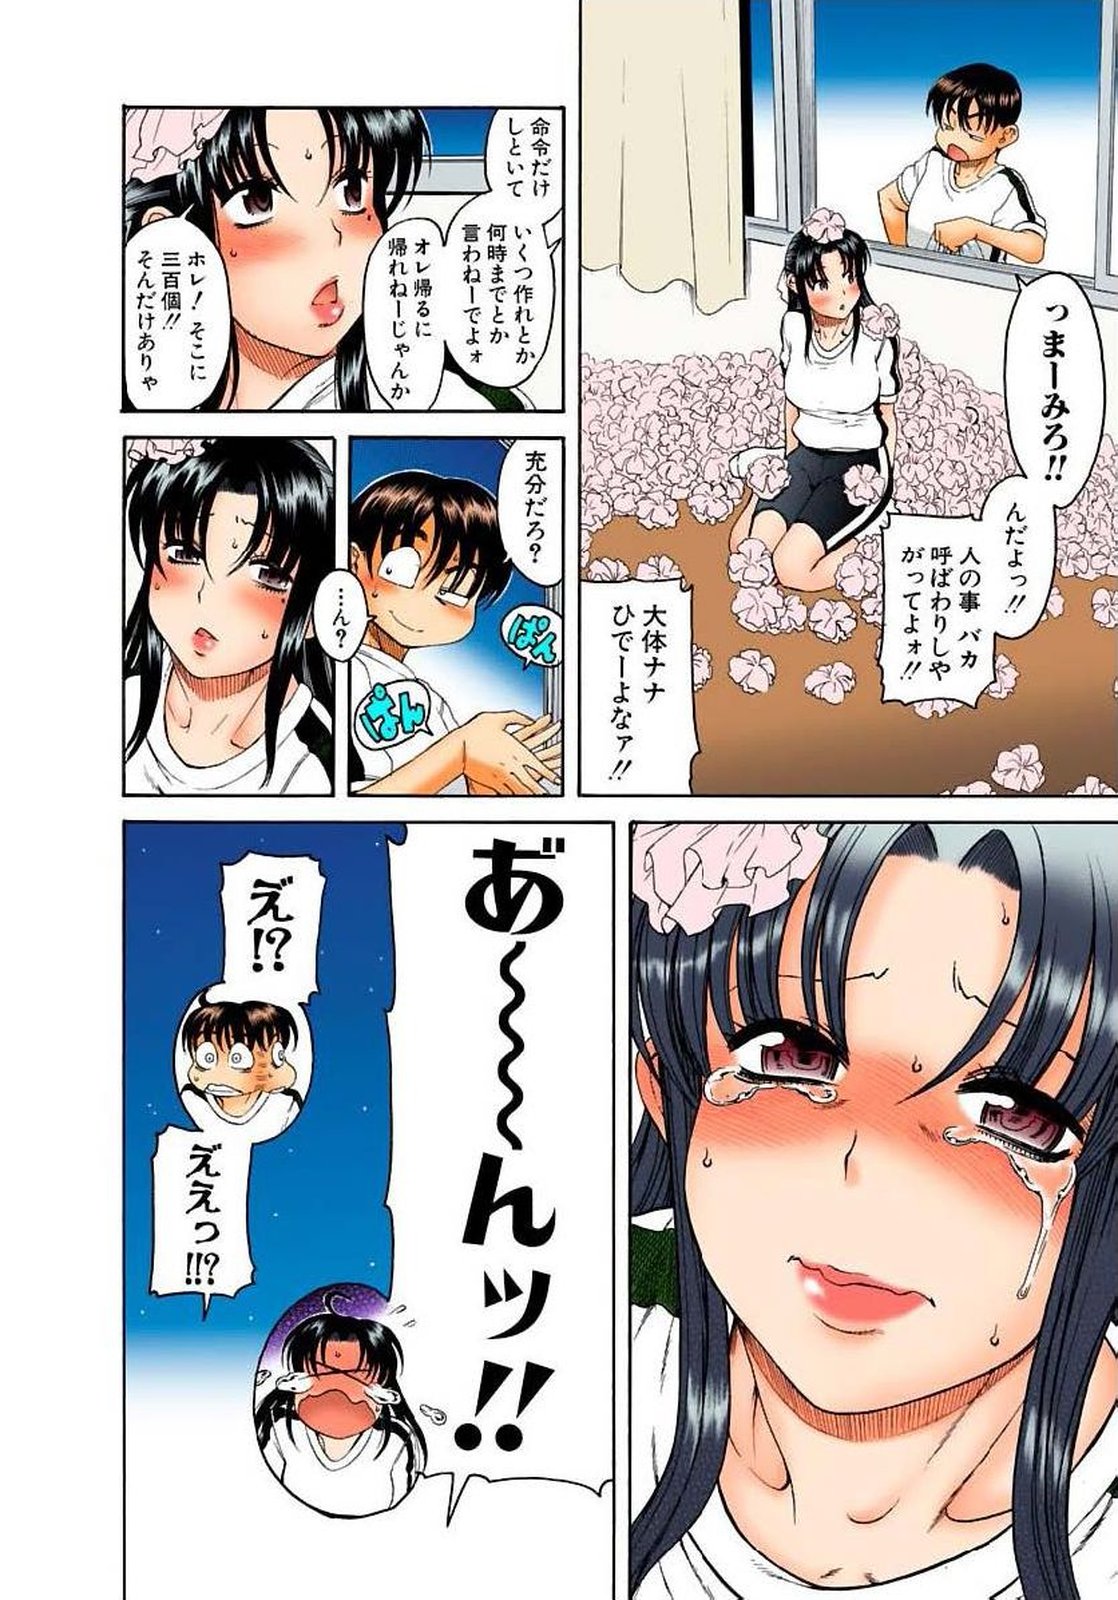 つまーみろ!!
んだよっ!!
人の事 バカ
呼ばわりしや
がってよォ!!
大体ナナ
ひでーよなァ!!
命令だけ
しといて
いくつ作れとか
何時までとか
言わねーでよォ
オレ帰るに
帰れねーじゃんか
ホレ! そこに
三百個!!
そんだけありゃ
充分だろ?
ぱん
ぱん
…ん?
あ゛〜〜〜〜んッ!!
え゛!?
え゛えっ!!!?